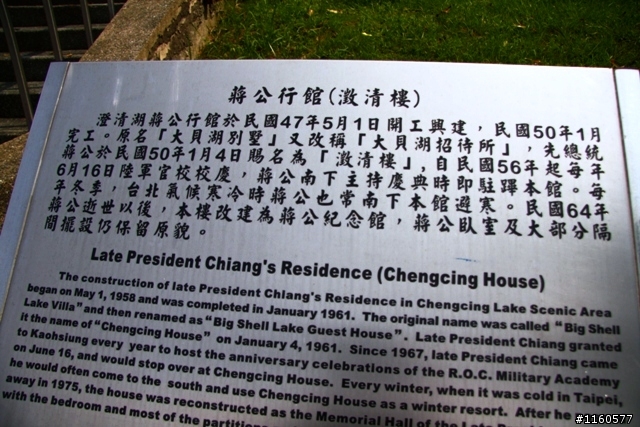 蔣公行館(澂清樓)
澄清湖蔣公行館於民國47年5月1日開工興建，民國50年1月
完工。原名「大貝湖別墅」又改稱「大貝湖招待所」，先總統
蔣公於民國50年1月4日賜名為「澂清樓」,自民國56年起每年
6月16日陸軍官校校慶，蔣公南下主持慶典時即駐蹕本館。每
年冬季，台北氣候寒冷時蔣公也常南下本館避寒。民國64年
蔣公逝世以後，本樓改建為蔣公紀念館，蔣公臥室及大部分隔
間擺設仍保留原貌。
Late President Chiang's Residence (Chengcing House)
The construction of late President Chiang's Residence in Chengcing Lake Scenic Area
began on May 1, 1958 and was completed in January 1961. The original name was called "Big Shell
Lake Villa" and then renamed as "Big Shell Lake Guest House". Late President Chiang granted
it the name of "Chengcing House" on January 4, 1961. Since 1967, late President Chiang came
to Kaohsiung every year to host the anniversary celebrations of the R.O.C. Military Academy
on June 16, and would stop over at Chengcing House. Every winter, when it was cold in Taipei,
he would often come to the south and use Chengcing House as a winter resort. After he
away in 1975, the house was reconstructed as the Memorial Hall of the Late
with the bedroom and most of the
#1160577